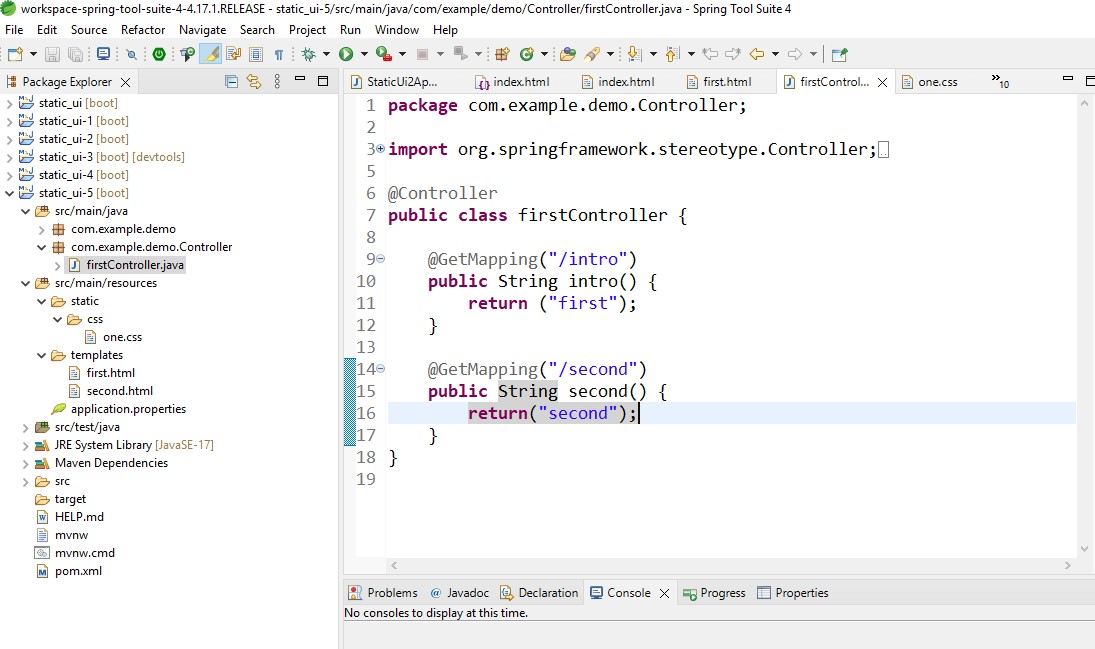 workspace-spring-tool-suite-4-4.17.1.RELEASE - static_ui-5/src/main/java/com/example/demo/Controller/firstController.java - Spring Tool Suite 4
File Edit Source Refactor Navigate Search Project Run Window Help
Package Explorer
static_ui [boot]
static_ui-1 [boot]
static_ui-2 [boot]
static_ui-3 [boot] [devtools]
static_ui-4 [boot]
static_ui-5 [boot]
src/main/java
com.example.demo
com.example.demo.Controller
firstController.java
src/main/resources
static
css
one.css
templates
first.html
second.html
application.properties
src/test/java
JRE System Library [JavaSE-17]
Maven Dependencies
src
target
HELP.md
mvnw
mvnw.cmd
pom.xml
StaticUi2Ap... index.html index.html first.html firstControl... one.css »10
1 package com.example.demo.Controller;
2
3 import org.springframework.stereotype.Controller;
5
6 @Controller
7 public class firstController {
8
9 @GetMapping("/intro")
10 public String intro() {
11 return ("first");
12 }
13
14 @GetMapping("/second")
15 public String second() {
16 return("second");
17 }
18 }
19
Problems @ Javadoc Declaration Console Progress Properties
No consoles to display at this time.